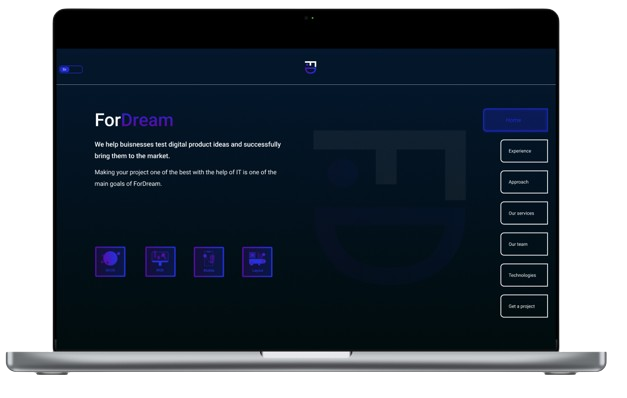 ForDream
We help buisnesses test digital product ideas and successfully
bring them to the market.
Making your project one of the best with the help of IT is one of the
main goals of ForDream.
Home
Experience
Approach
Our services
Our team
Technologies
Get a project